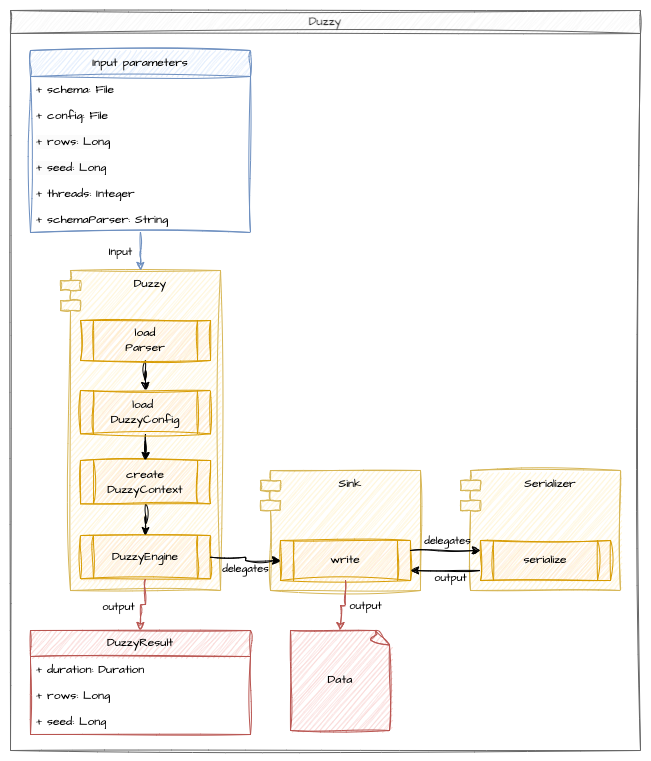 Duzzy
Input parameters
+ schema: File
+ config: File
+ rows: Long
+ seed: Long
+ threads: Integer
+ schemaParser: String
Input
Duzzy
load
Parser
load
DuzzyConfig
create
DuzzyContext
DuzzyEngine
delegates
Sink
write
delegates
output
Serializer
serialize
output
DuzzyResult
+ duration: Duration
+ rows: Long
+ seed: Long
output
Data